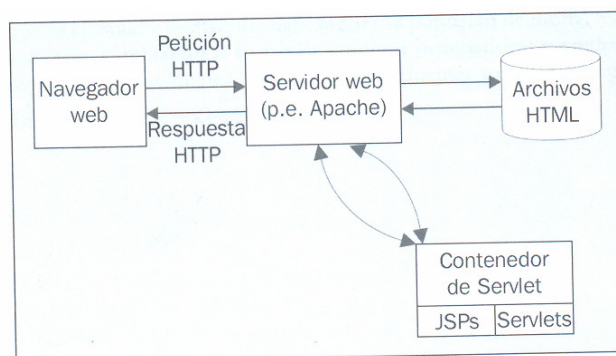 Petición
HTTP
Navegador
web
Respuesta
HTTP
Servidor web
(p.e. Apache)
Archivos
HTML
Contenedor
de Servlet
JSPs
Servlets